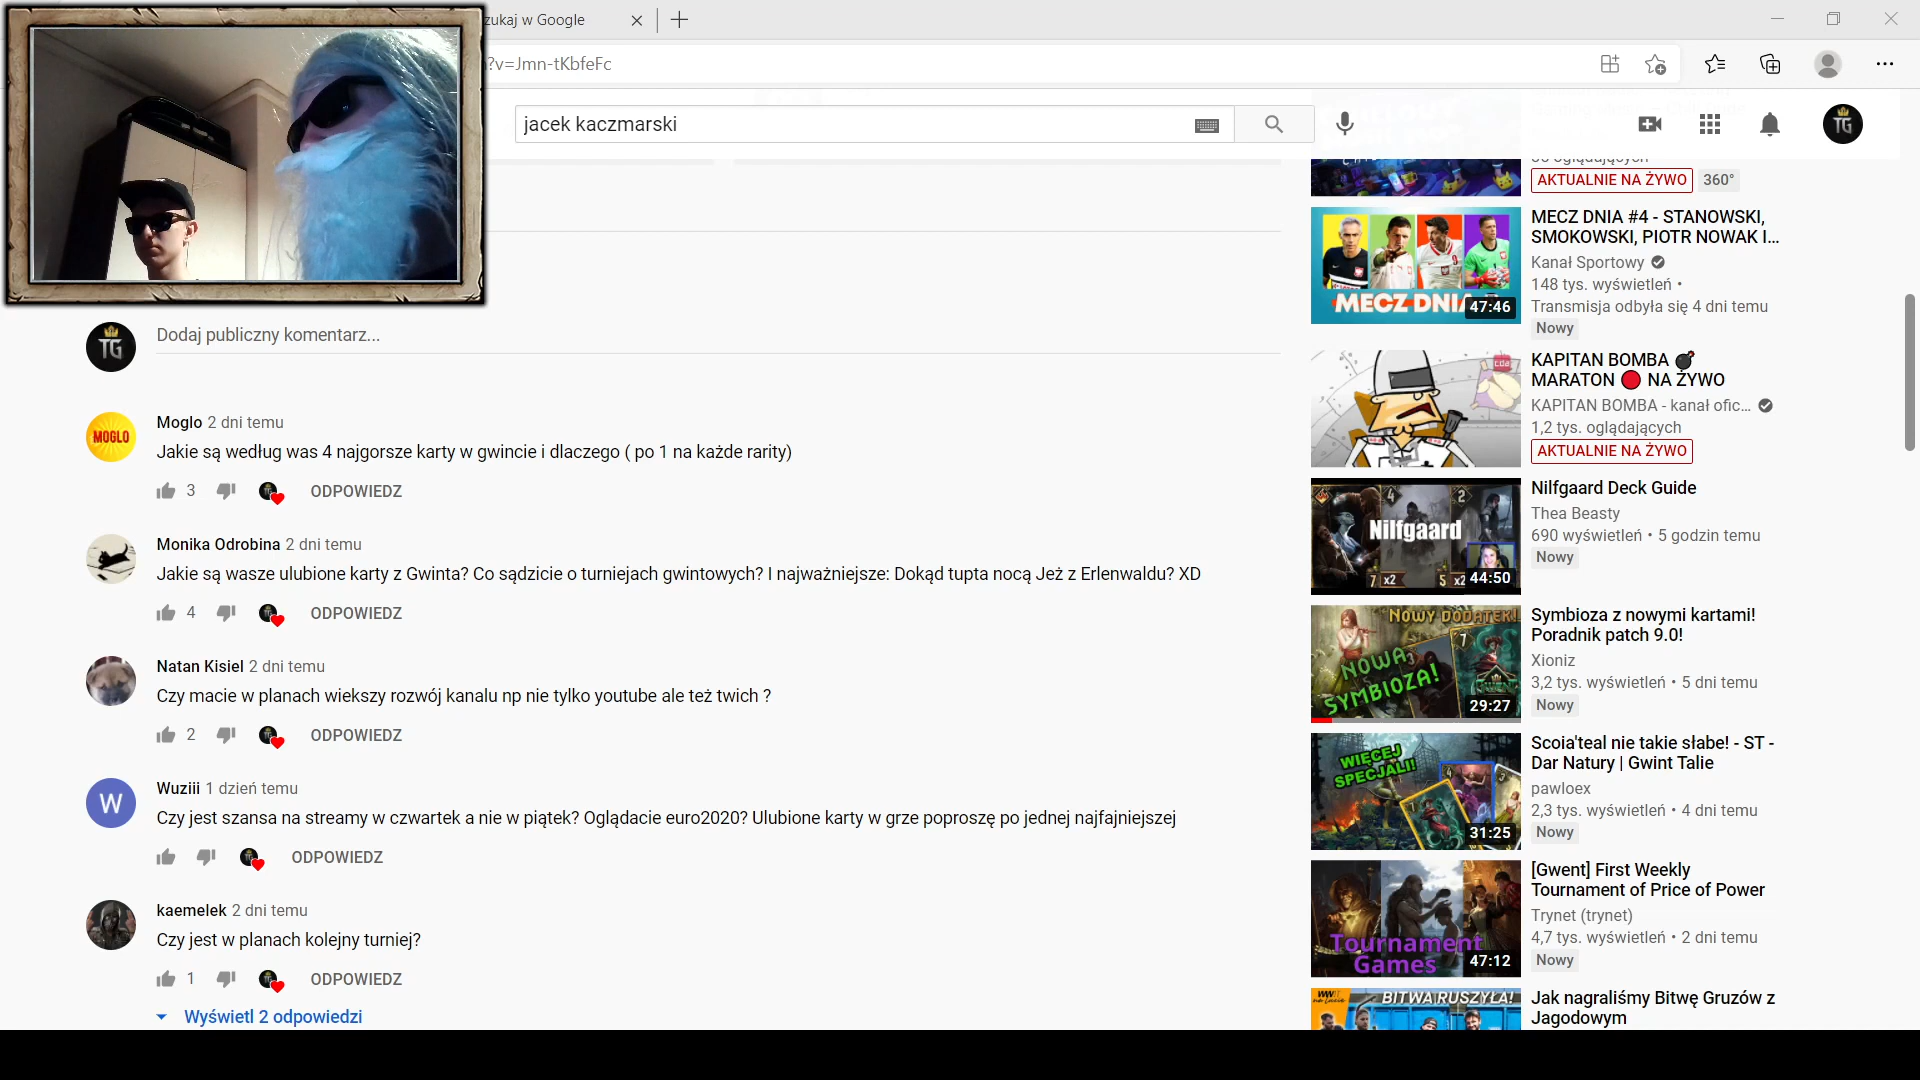 zukaj w Google
?v=Jmn-tKbfeFc
jacek kaczmarski
TG
AKTUALNIE NA ŻYWO
360°
TG
Dodaj publiczny komentarz...
MOGLO
Moglo 2 dni temu
Jakie są według was 4 najgorsze karty w gwincie i dlaczego ( po 1 na każde rarity)
3
ODPOWIEDZ
Monika Odrobina 2 dni temu
Jakie są wasze ulubione karty z Gwinta? Co sądzicie o turniejach gwintowych? I najważniejsze: Dokąd tupta nocą Jeż z Erlenwaldu? XD
4
ODPOWIEDZ
Natan Kisiel 2 dni temu
Czy macie w planach wiekszy rozwój kanalu np nie tylko youtube ale też twich ?
2
ODPOWIEDZ
W
Wuziii 1 dzień temu
Czy jest szansa na streamy w czwartek a nie w piątek? Oglądacie euro2020? Ulubione karty w grze poproszę po jednej najfajniejszej
ODPOWIEDZ
kaemelek 2 dni temu
Czy jest w planach kolejny turniej?
1
ODPOWIEDZ
Wyświetl 2 odpowiedzi
MECZ DNIA
47:46
MECZ DNIA #4 - STANOWSKI,
SMOKOWSKI, PIOTR NOWAK I...
Kanał Sportowy
148 tys. wyświetleń •
Transmisja odbyła się 4 dni temu
Nowy
KAPITAN BOMBA 💣
MARATON 🔴 NA ŻYWO
KAPITAN BOMBA - kanał ofic...
1,2 tys. oglądających
AKTUALNIE NA ŻYWO
4
2
Nilfgaard
7 x2
5 x2
44:50
Nilfgaard Deck Guide
Thea Beasty
690 wyświetleń • 5 godzin temu
Nowy
NOWY DODATEK!
NOWA
SYMBIOZA!
7
29:27
Symbioza z nowymi kartami!
Poradnik patch 9.0!
Xioniz
3,2 tys. wyświetleń • 5 dni temu
Nowy
WIĘCEJ
SPECJALI!
4
31:25
Scoia'teal nie takie słabe! - ST -
Dar Natury | Gwint Talie
pawloex
2,3 tys. wyświetleń • 4 dni temu
Nowy
Tournament
Games
47:12
[Gwent] First Weekly
Tournament of Price of Power
Trynet (trynet)
4,7 tys. wyświetleń • 2 dni temu
Nowy
BITWA RUSZYŁA!
Jak nagraliśmy Bitwę Gruzów z
Jagodowym